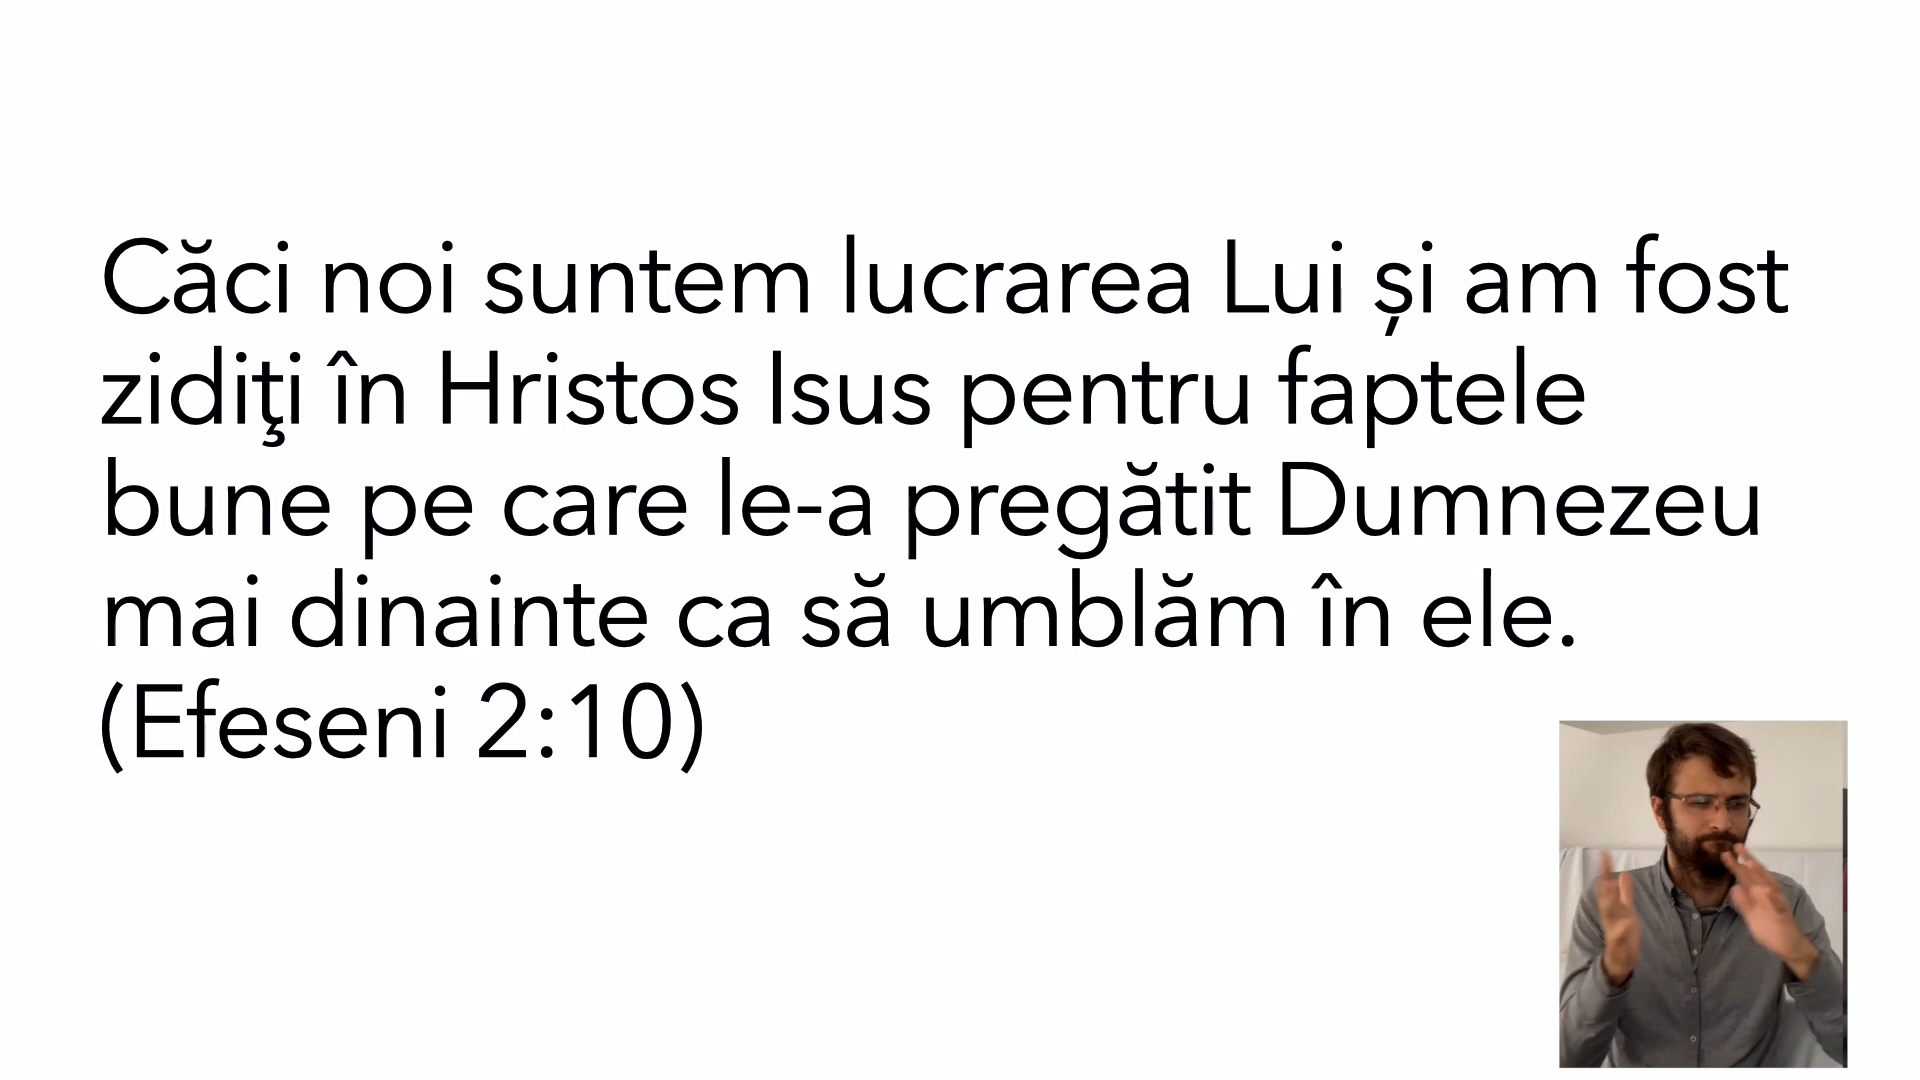 Căci noi suntem lucrarea Lui și am fost
zidiţi în Hristos Isus pentru faptele
bune pe care le-a pregătit Dumnezeu
mai dinainte ca să umblăm în ele.
(Efeseni 2:10)